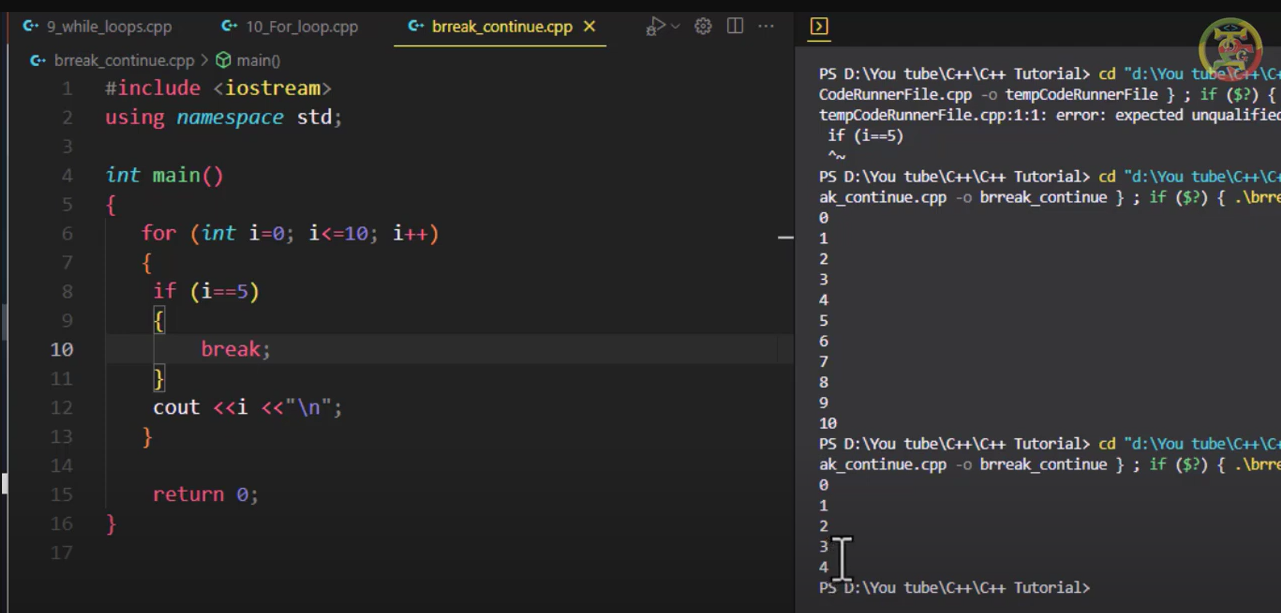 9_while_loops.cpp
10_For_loop.cpp
brreak_continue.cpp
brreak_continue.cpp > main()
1 #include <iostream>
2 using namespace std;
3
4 int main()
5 {
6 for (int i=0; i<=10; i++)
7 {
8 if (i==5)
9 {
10 break;
11 }
12 cout <<i <<"\n";
13 }
14
15 return 0;
16 }
17
PS D:\You tube\C++\C++ Tutorial> cd "d:\You tube\C++\C+
CodeRunnerFile.cpp -o tempCodeRunnerFile } ; if ($?) {
tempCodeRunnerFile.cpp:1:1: error: expected unqualified
if (i==5)
^~
PS D:\You tube\C++\C++ Tutorial> cd "d:\You tube\C++\C+
ak_continue.cpp -o brreak_continue } ; if ($?) { .\brre
0
1
2
3
4
5
6
7
8
9
10
PS D:\You tube\C++\C++ Tutorial> cd "d:\You tube\C++\C+
ak_continue.cpp -o brreak_continue } ; if ($?) { .\brre
0
1
2
3
4
PS D:\You tube\C++\C++ Tutorial>